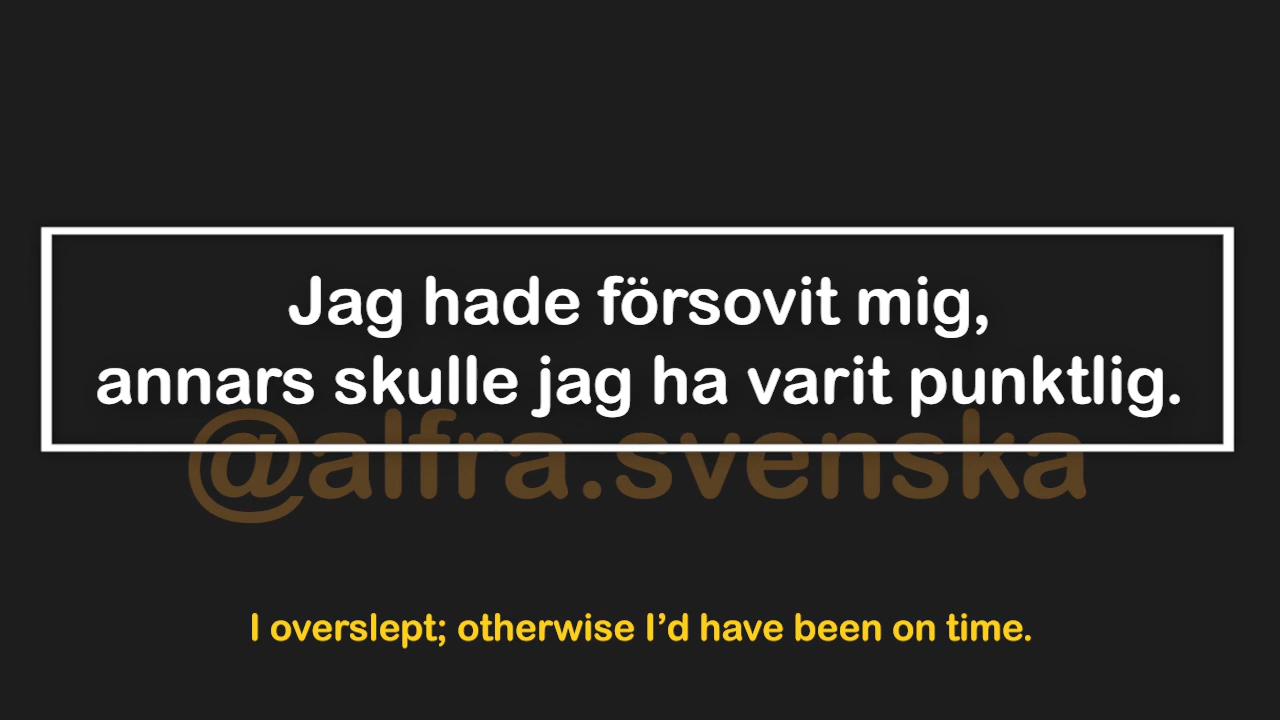 Jag hade försovit mig,
annars skulle jag ha varit punktlig.
@alfra.svenska
I overslept; otherwise I’d have been on time.